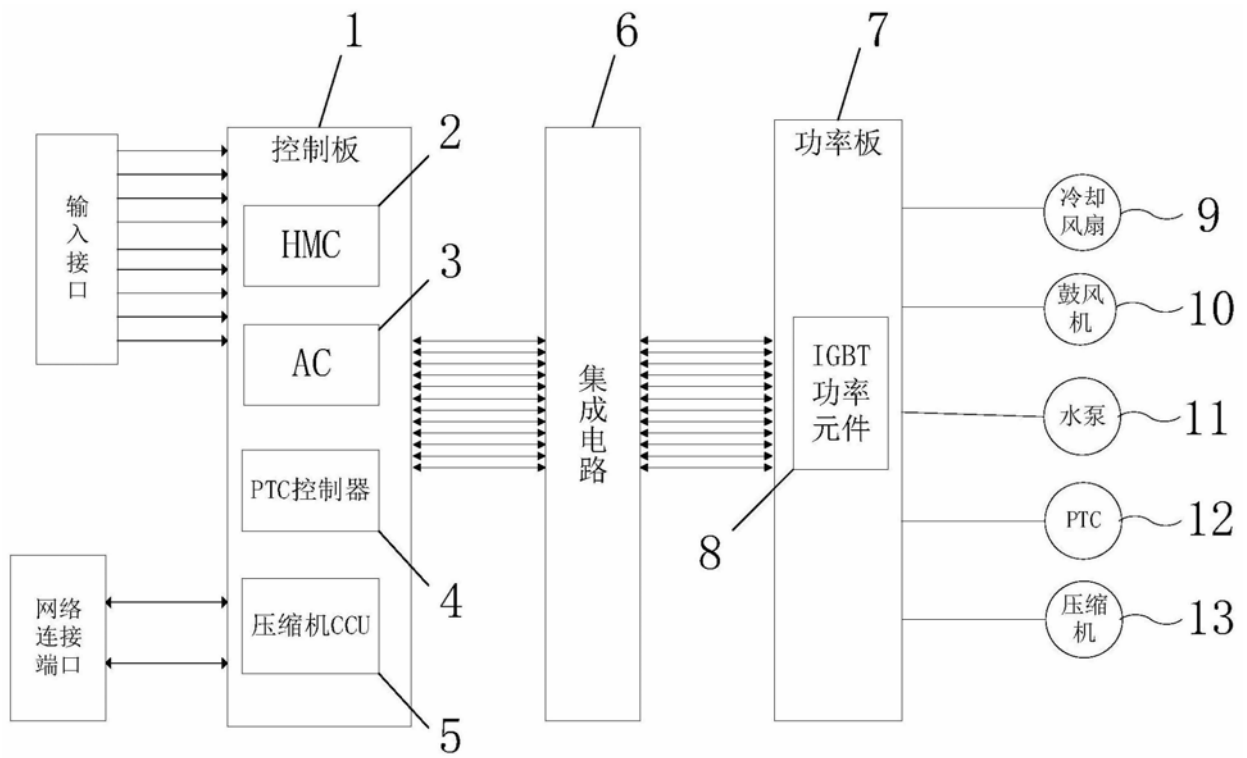 1
6
7
输
入
接
口
控制板
2
HMC
3
AC
PTC控制器
4
压缩机CCU
5
网络
连接
端口
集
成
电
路
功率板
IGBT
功率
元件
8
冷却
风扇
9
鼓风
机
10
水泵
11
PTC
12
压缩
机
13